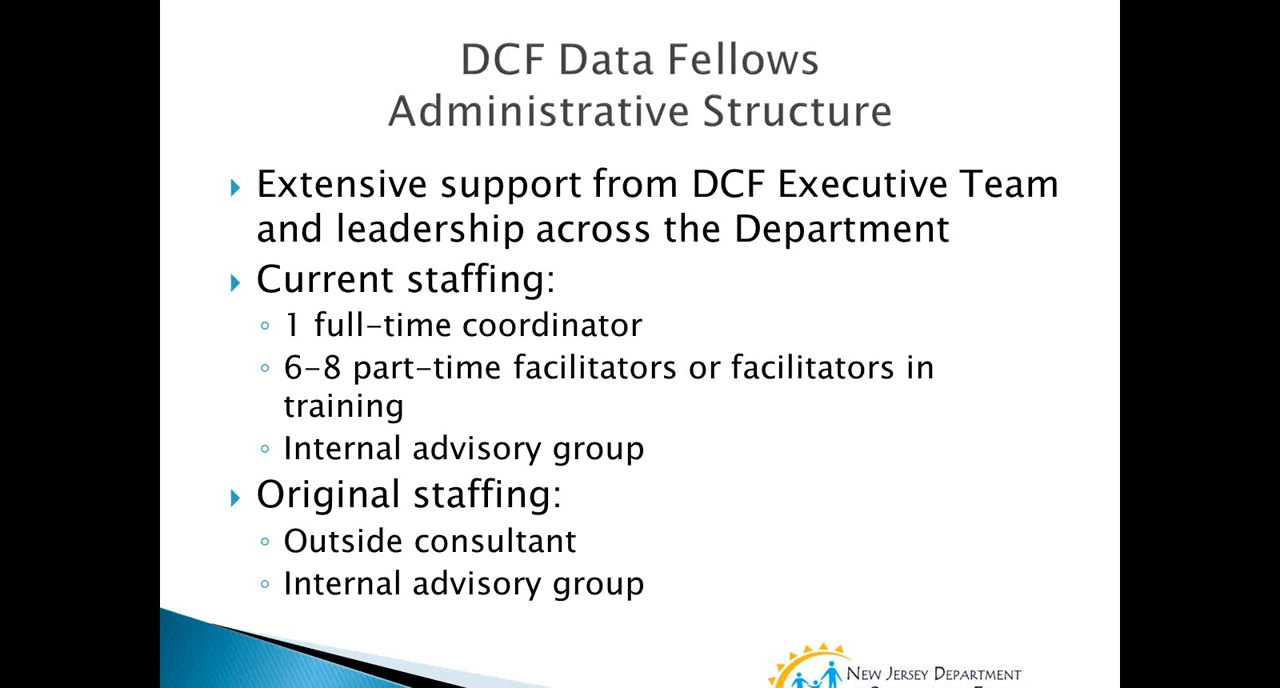 DCF Data Fellows
Administrative Structure
Extensive support from DCF Executive Team
and leadership across the Department
Current staffing:
1 full-time coordinator
6-8 part-time facilitators or facilitators in
training
Internal advisory group
Original staffing:
Outside consultant
Internal advisory group
NEW JERSEY DEPARTMENT